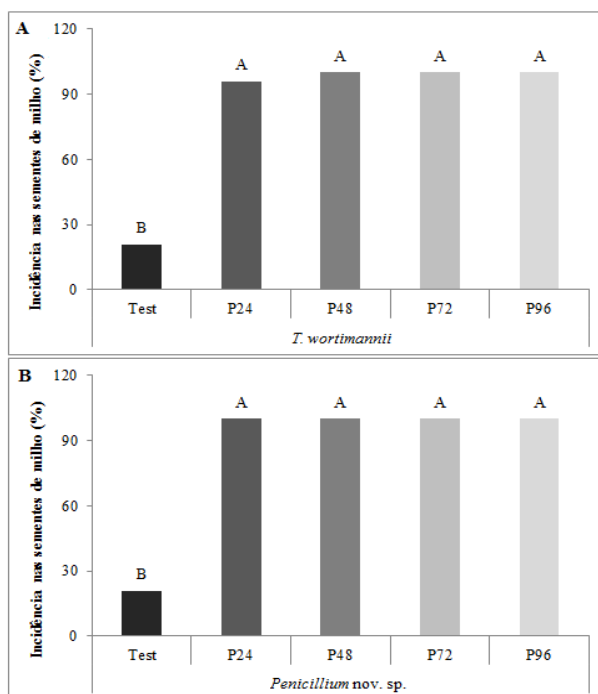 A
Incidência nas sementes de milho (%)
120
90
60
30
0
B
A
A
A
A
Test
P24
P48
P72
P96
T. wortimannii
B
Incidência nas sementes de milho (%)
120
90
60
30
0
B
A
A
A
A
Test
P24
P48
P72
P96
Penicillium nov. sp.